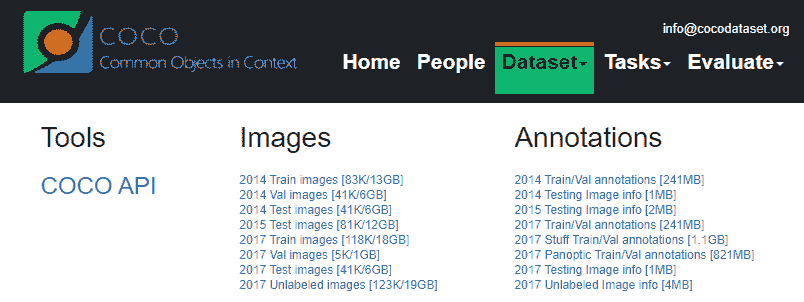 COCO
Common Objects in Context
info@cocodataset.org
Home People Dataset Tasks Evaluate
Tools
COCO API
Images
2014 Train images [83K/13GB]
2014 Val images [41K/6GB]
2014 Test images [41K/6GB]
2015 Test images [81K/12GB]
2017 Train images [118K/18GB]
2017 Val images [5K/1GB]
2017 Test images [41K/6GB]
2017 Unlabeled images [123K/19GB]
Annotations
2014 Train/Val annotations [241MB]
2014 Testing Image info [1MB]
2015 Testing Image info [2MB]
2017 Train/Val annotations [241MB]
2017 Stuff Train/Val annotations [1.1GB]
2017 Panoptic Train/Val annotations [821MB]
2017 Testing Image info [1MB]
2017 Unlabeled Image info [4MB]